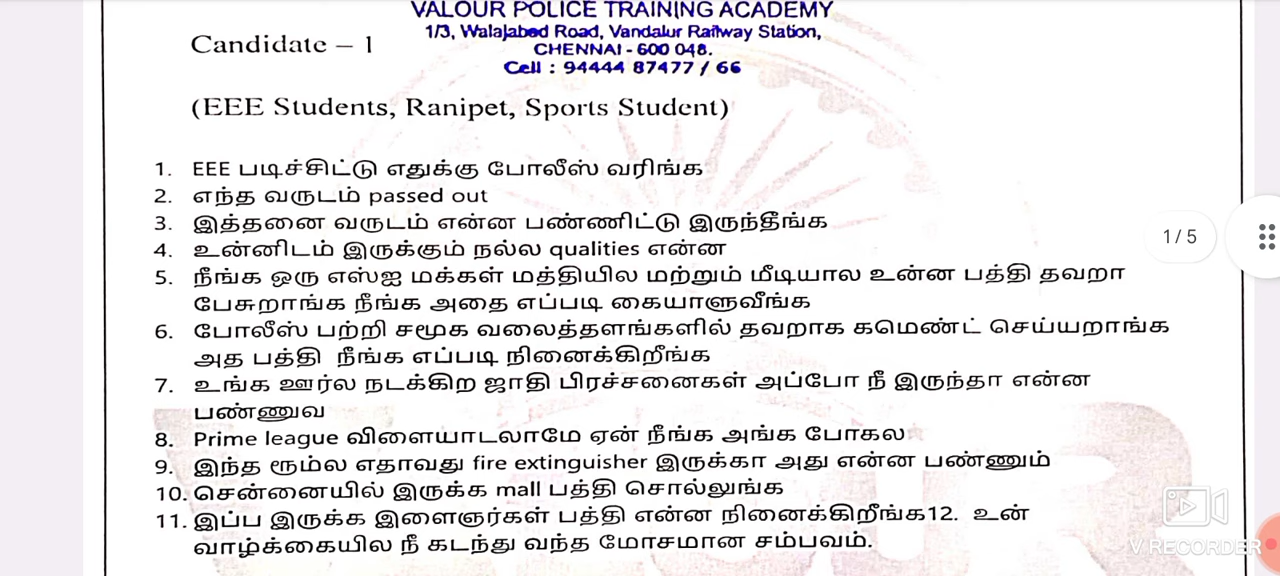 VALOUR POLICE TRAINING ACADEMY
1/3, Walajabad Road, Vandalur Railway Station,
CHENNAI - 600 048.
Cell : 94444 87477 / 66
Candidate – 1
(EEE Students, Ranipet, Sports Student)
1. EEE படிச்சிட்டு எதுக்கு போலீஸ் வரிங்க
2. எந்த வருடம் passed out
3. இத்தனை வருடம் என்ன பண்ணிட்டு இருந்தீங்க
4. உன்னிடம் இருக்கும் நல்ல qualities என்ன
5. நீங்க ஒரு எஸ்ஐ மக்கள் மத்தியில மற்றும் மீடியால உன்ன பத்தி தவறா
பேசுறாங்க நீங்க அதை எப்படி கையாளுவீங்க
6. போலீஸ் பற்றி சமூக வலைத்தளங்களில் தவறாக கமெண்ட் செய்யறாங்க
அத பத்தி நீங்க எப்படி நினைக்கிறீங்க
7. உங்க ஊர்ல நடக்கிற ஜாதி பிரச்சனைகள் அப்போ நீ இருந்தா என்ன
பண்ணுவ
8. Prime league விளையாடலாமே ஏன் நீங்க அங்க போகல
9. இந்த ரூம்ல எதாவது fire extinguisher இருக்கா அது என்ன பண்ணும்
10. சென்னையில் இருக்க mall பத்தி சொல்லுங்க
11. இப்ப இருக்க இளைஞர்கள் பத்தி என்ன நினைக்கிறீங்க12. உன்
வாழ்க்கையில நீ கடந்து வந்த மோசமான சம்பவம்.
1 / 5
V.RECORDER